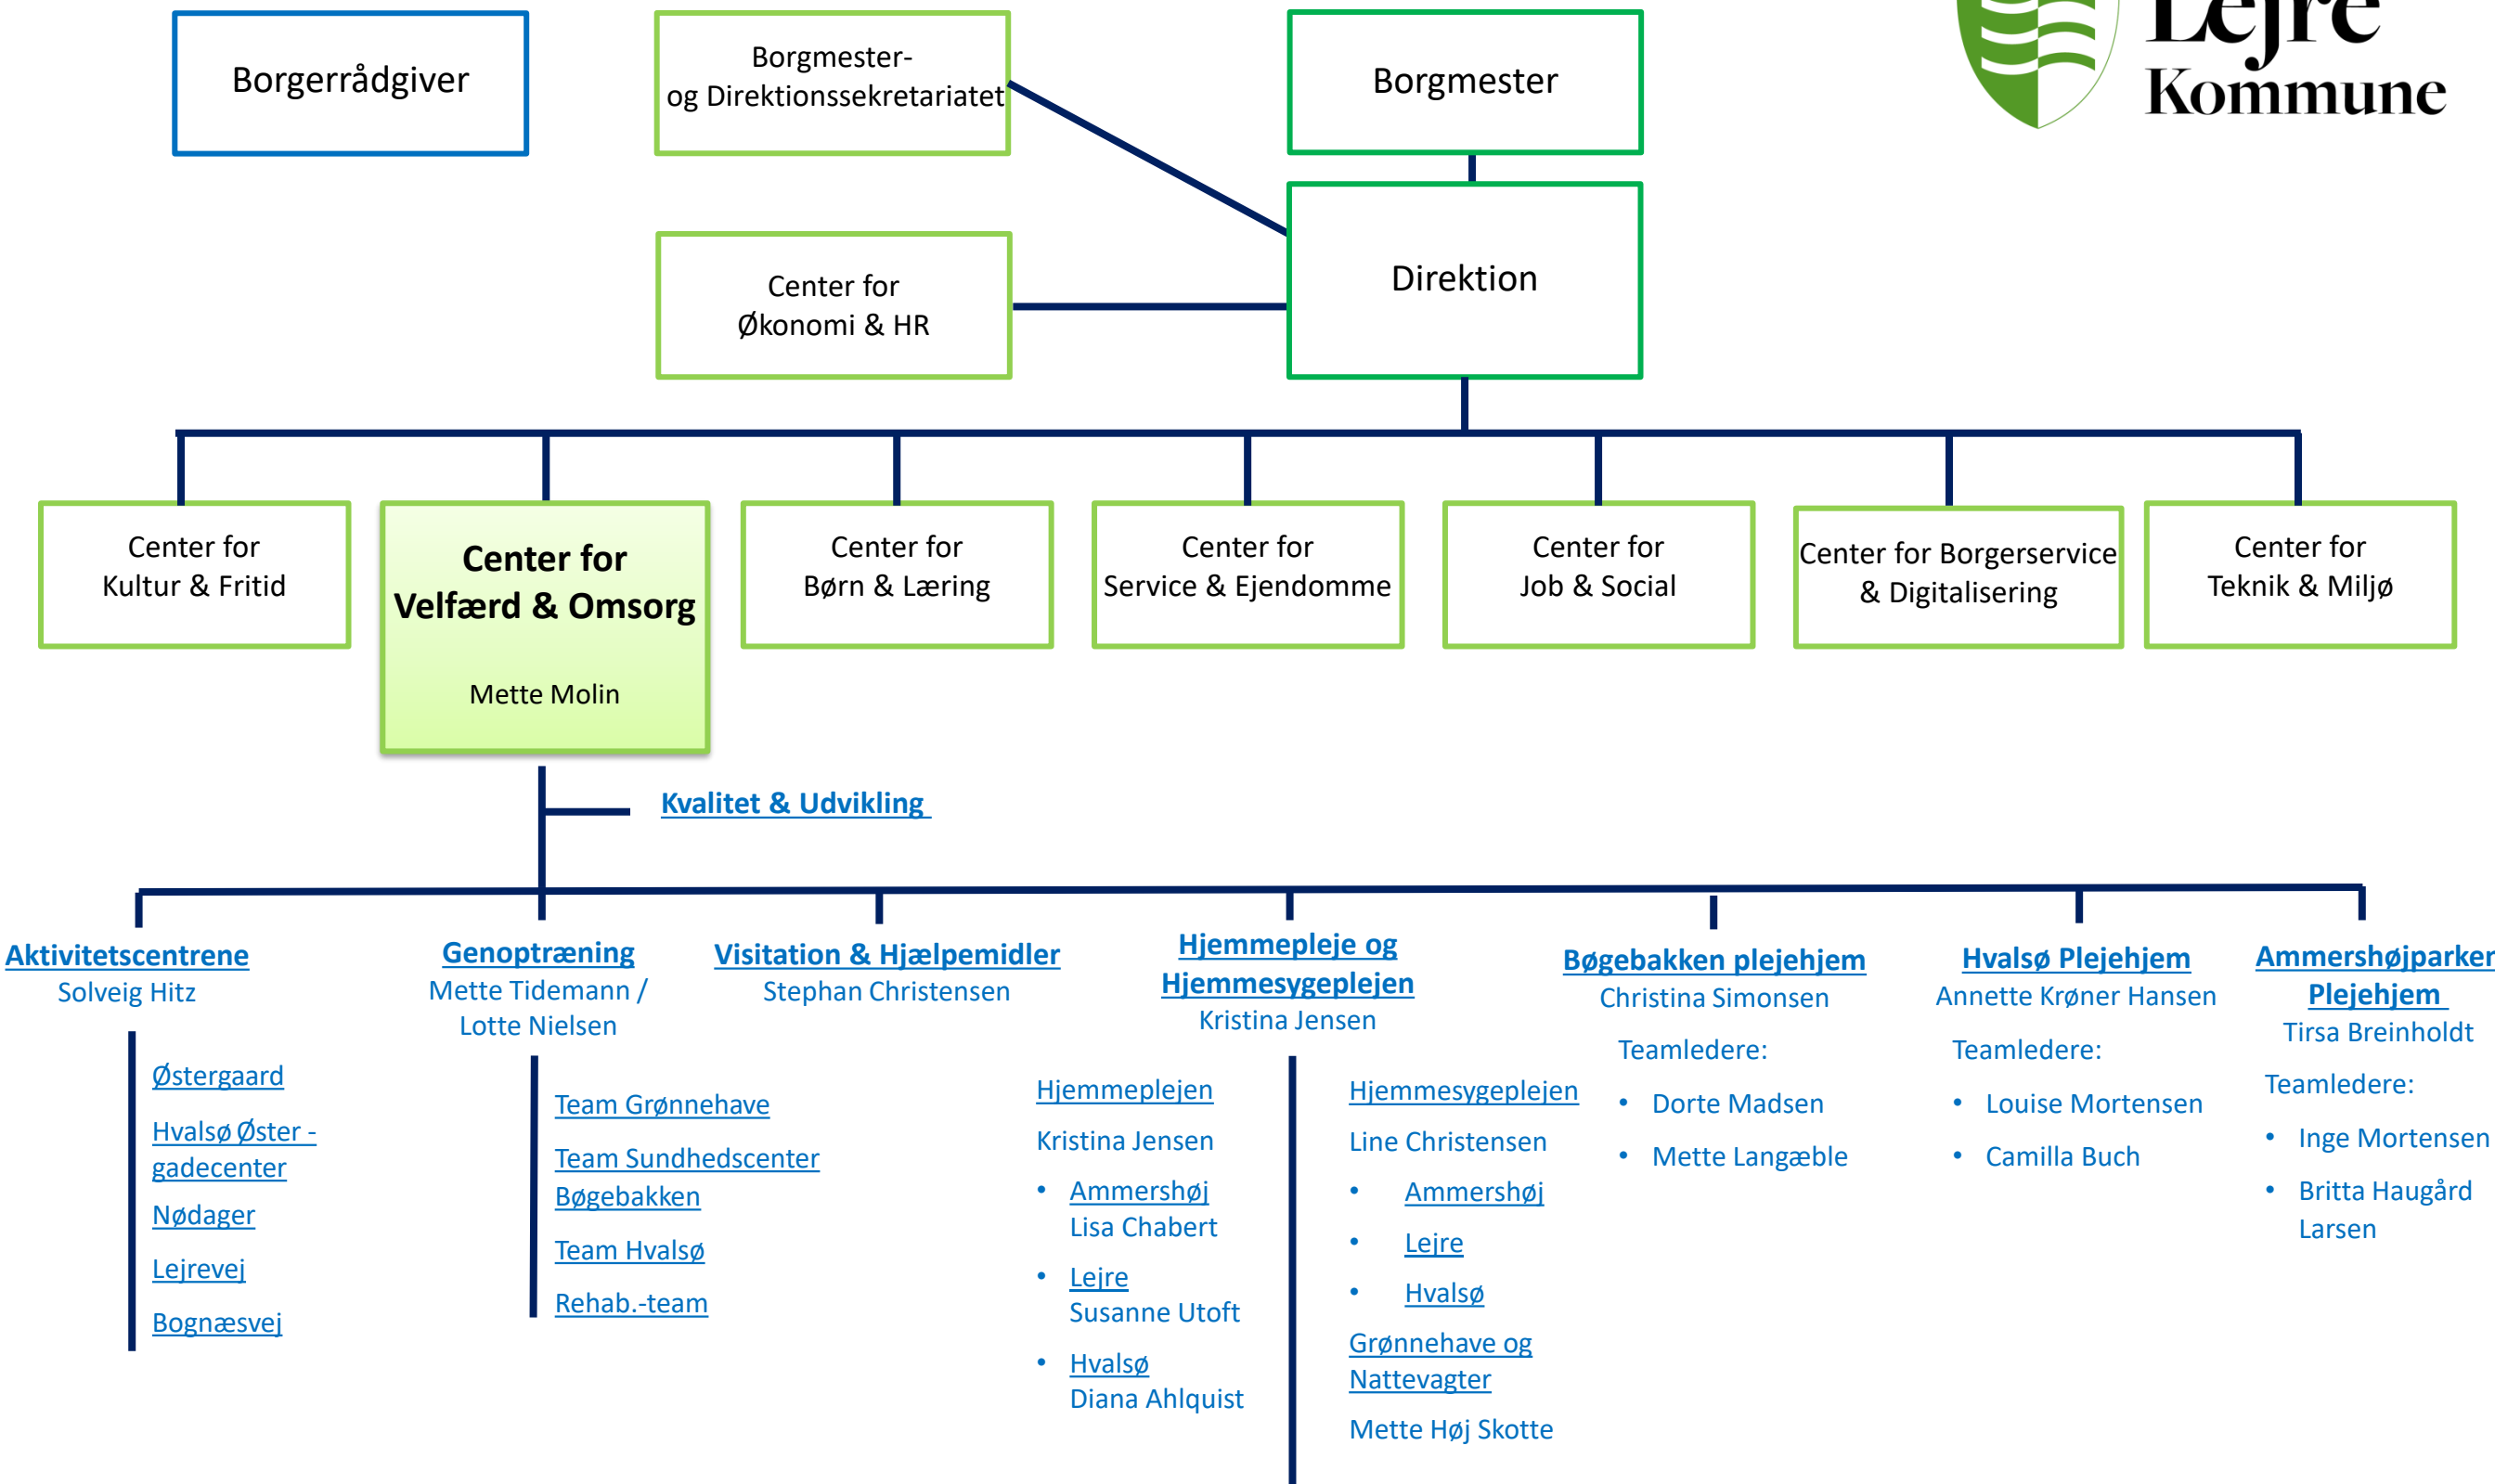 Lejre
Kommune
Borgerrådgiver
Borgmester-
og Direktionssekretariatet
Borgmester
Center for
Økonomi & HR
Direktion
Center for
Kultur & Fritid
Center for
Velfærd & Omsorg
Mette Molin
Center for
Børn & Læring
Center for
Service & Ejendomme
Center for
Job & Social
Center for Borgerservice
& Digitalisering
Center for
Teknik & Miljø
Kvalitet & Udvikling
Aktivitetscentrene
Solveig Hitz
Østergaard
Hvalsø Øster -
gadecenter
Nødager
Lejrevej
Bognæsvej
Genoptræning
Mette Tidemann /
Lotte Nielsen
Team Grønnehave
Team Sundhedscenter
Bøgebakken
Team Hvalsø
Rehab.-team
Visitation & Hjælpemidler
Stephan Christensen
Hjemmepleje og
Hjemmesygeplejen
Kristina Jensen
Hjemmeplejen
Kristina Jensen
• Ammershøj
Lisa Chabert
• Lejre
Susanne Utoft
• Hvalsø
Diana Ahlquist
Hjemmesygeplejen
Line Christensen
• Ammershøj
• Lejre
• Hvalsø
Grønnehave og
Nattevagter
Mette Høj Skotte
Bøgebakken plejehjem
Christina Simonsen
Teamledere:
• Dorte Madsen
• Mette Langæble
Hvalsø Plejehjem
Annette Krøner Hansen
Teamledere:
• Louise Mortensen
• Camilla Buch
Ammershøjparker
Plejehjem
Tirsa Breinholdt
Teamledere:
• Inge Mortensen
• Britta Haugård
Larsen